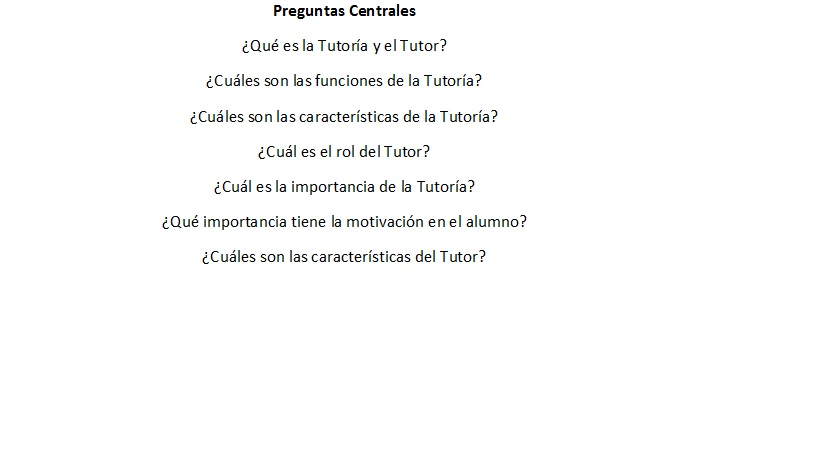 Preguntas Centrales
¿Qué es la Tutoría y el Tutor?
¿Cuáles son las funciones de la Tutoría?
¿Cuáles son las características de la Tutoría?
¿Cuál es el rol del Tutor?
¿Cuál es la importancia de la Tutoría?
¿Qué importancia tiene la motivación en el alumno?
¿Cuáles son las características del Tutor?